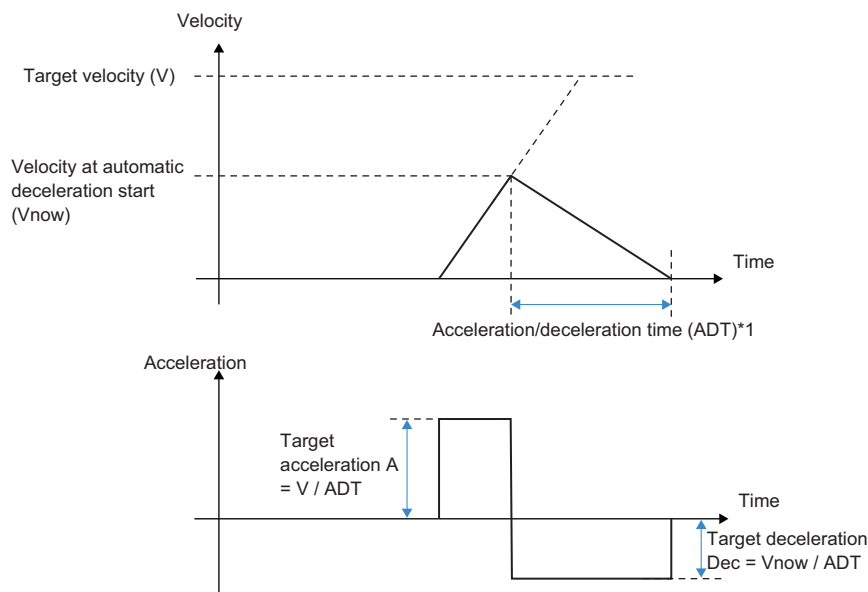 Velocity
Target velocity (V)
Velocity at automatic
deceleration start
(Vnow)
Time
Acceleration/deceleration time (ADT)*1
Acceleration
Target
acceleration A
= V / ADT
Time
Target deceleration
Dec = Vnow / ADT